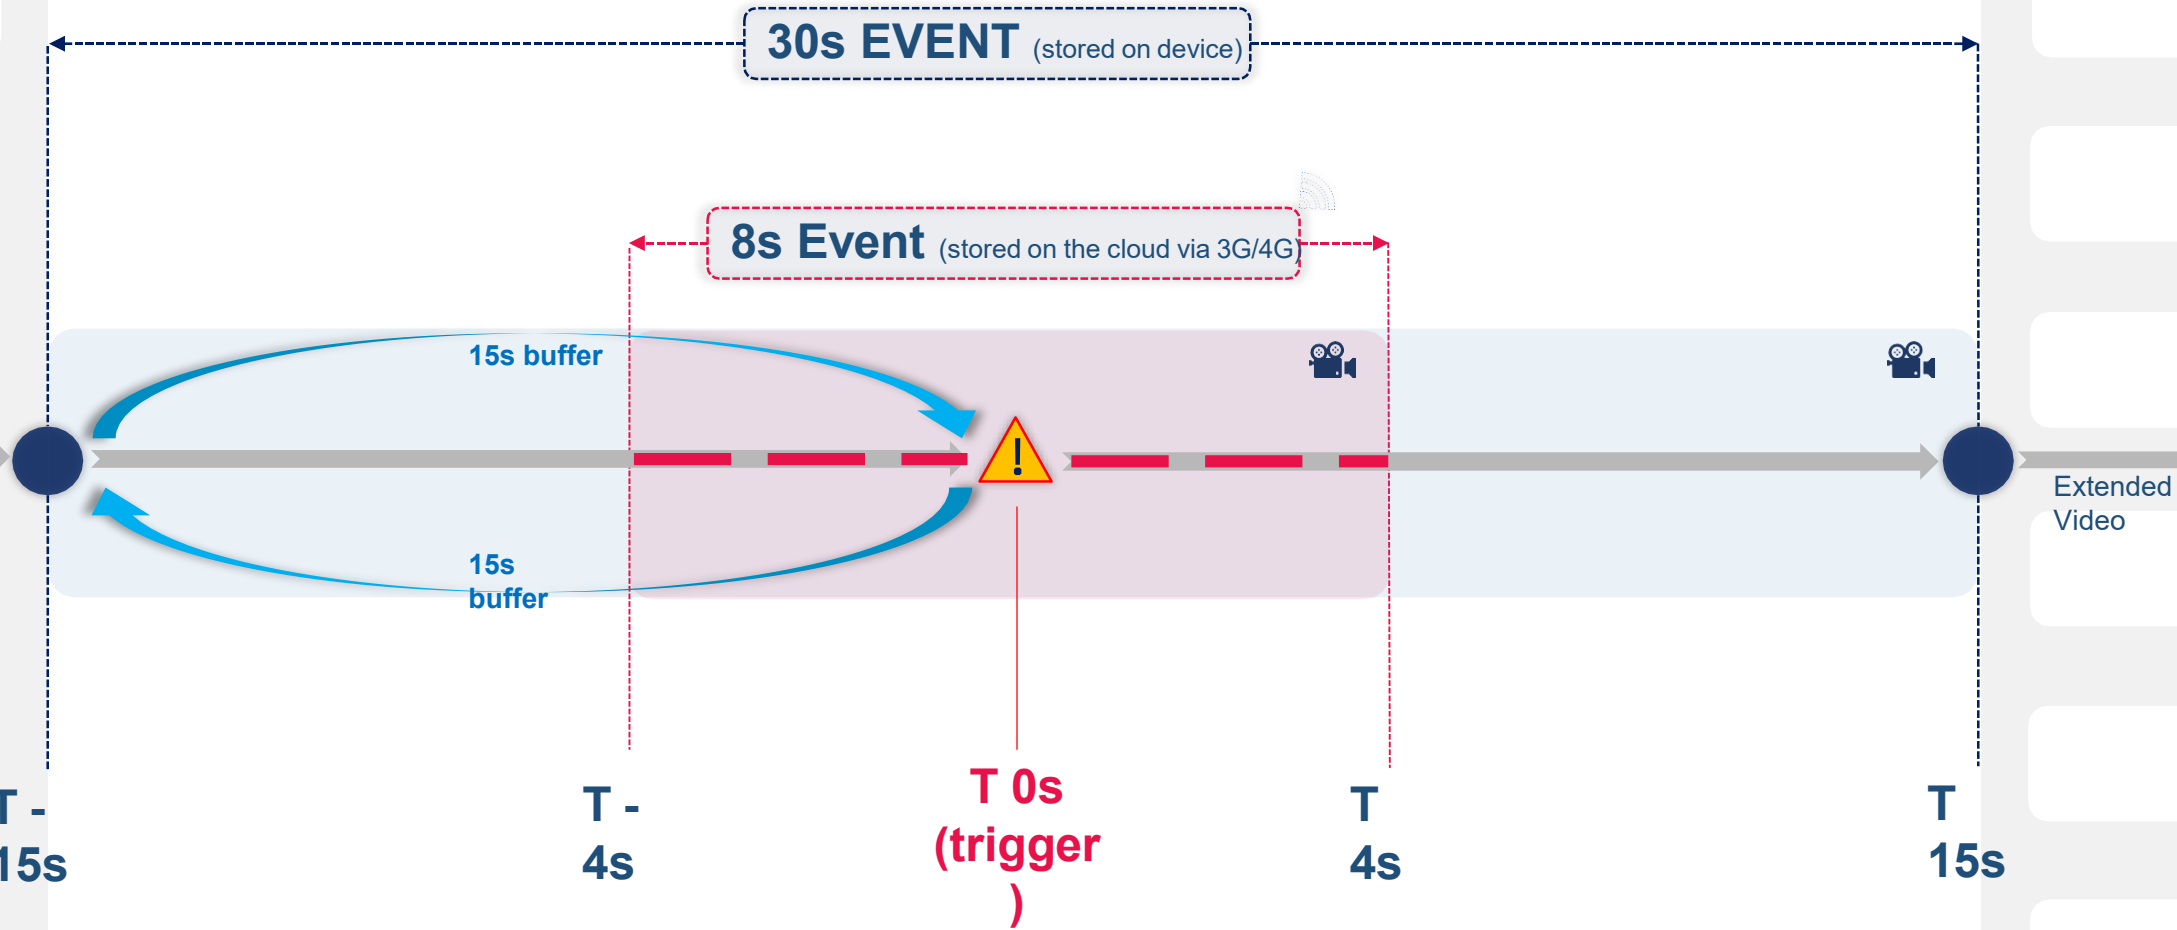 30s EVENT (stored on device)
8s Event (stored on the cloud via 3G/4G)
15s buffer
15s
buffer
Extended
Video
T -
15s
T -
4s
T 0s
(trigger
)
T
4s
T
15s